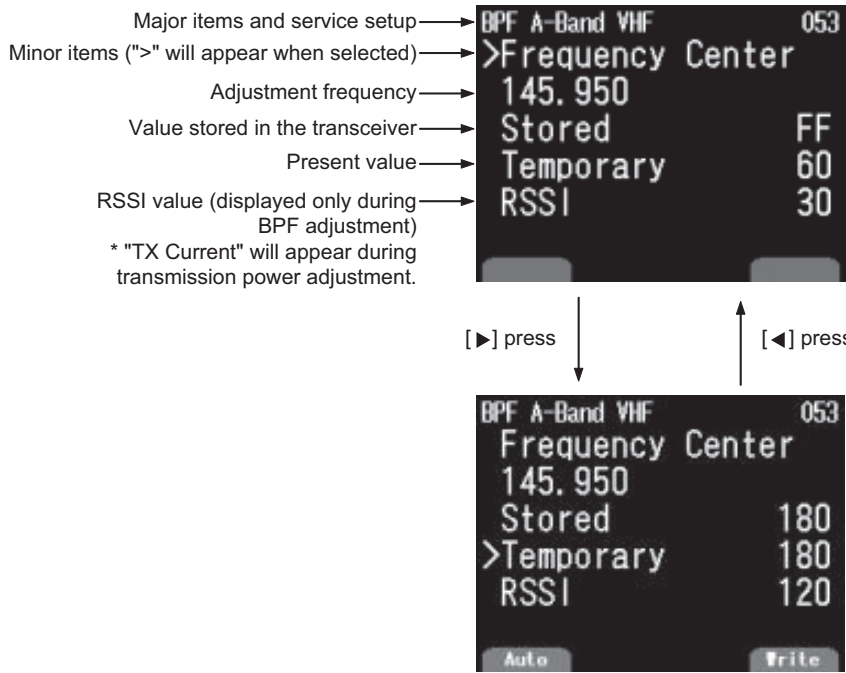 Major items and service setup
Minor items (">" will appear when selected)
Adjustment frequency
Value stored in the transceiver
Present value
RSSI value (displayed only during
BPF adjustment)
* "TX Current" will appear during
transmission power adjustment.
BPF A-Band VHF 053
>Frequency Center
145.950
Stored FF
Temporary 60
RSSI 30
[▶] press
[◀] press
BPF A-Band VHF 053
Frequency Center
145.950
Stored 180
>Temporary 180
RSSI 120
Auto Write